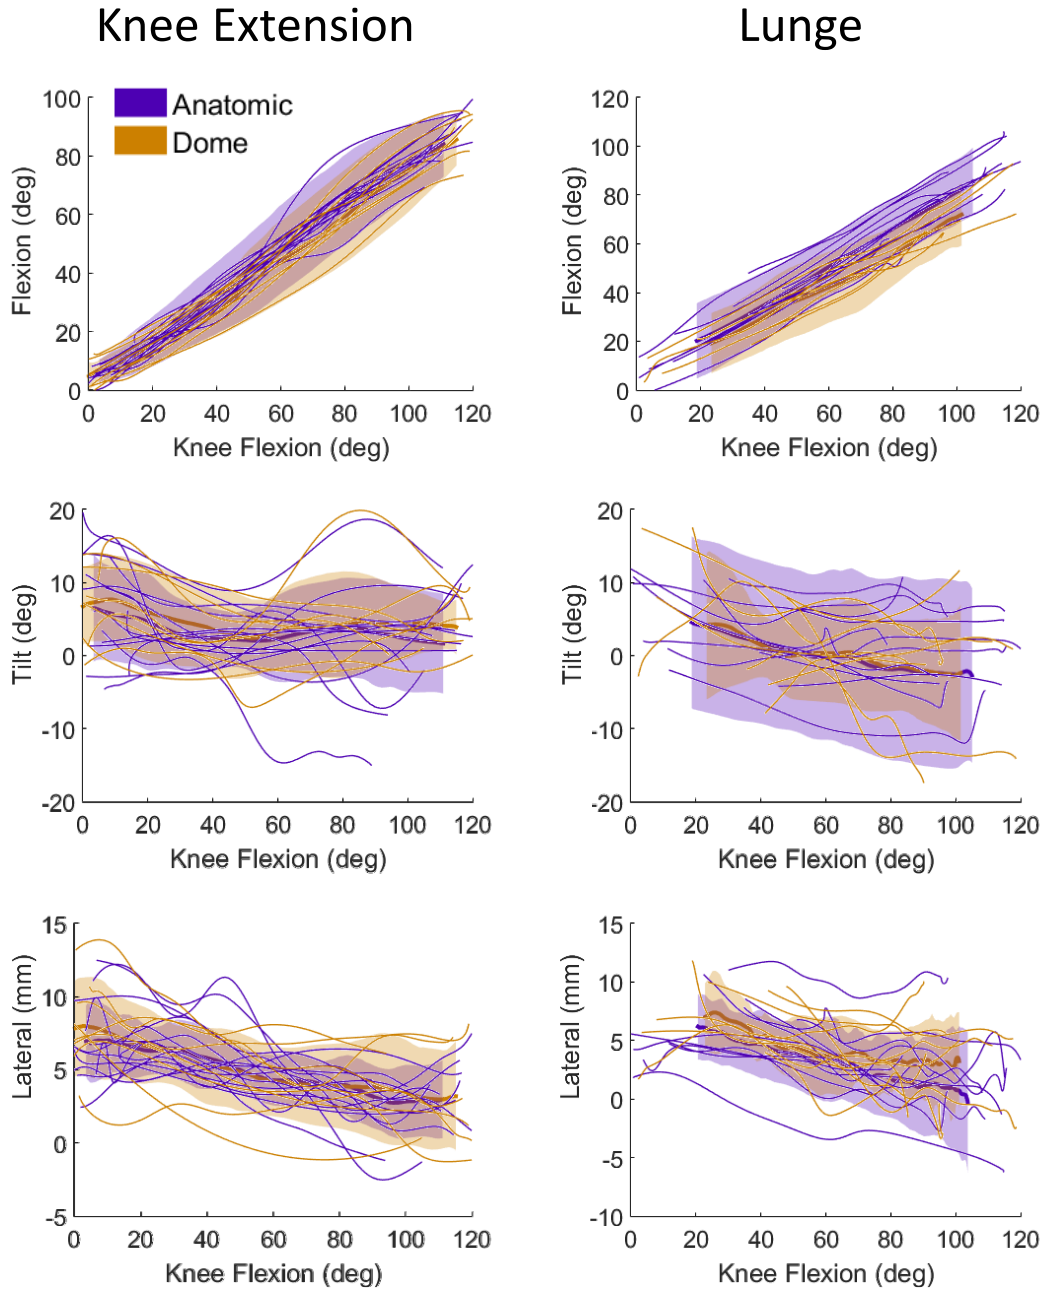 Knee Extension
Lunge
100
80
60
40
20
0
Flexion (deg)
Anatomic
Dome
0 20 40 60 80 100 120
Knee Flexion (deg)
120
100
80
60
40
20
0
Flexion (deg)
0 20 40 60 80 100 120
Knee Flexion (deg)
20
10
0
-10
-20
Tilt (deg)
0 20 40 60 80 100 120
Knee Flexion (deg)
20
10
0
-10
-20
Tilt (deg)
0 20 40 60 80 100 120
Knee Flexion (deg)
15
10
5
0
-5
Lateral (mm)
0 20 40 60 80 100 120
Knee Flexion (deg)
15
10
5
0
-5
-10
Lateral (mm)
0 20 40 60 80 100 120
Knee Flexion (deg)